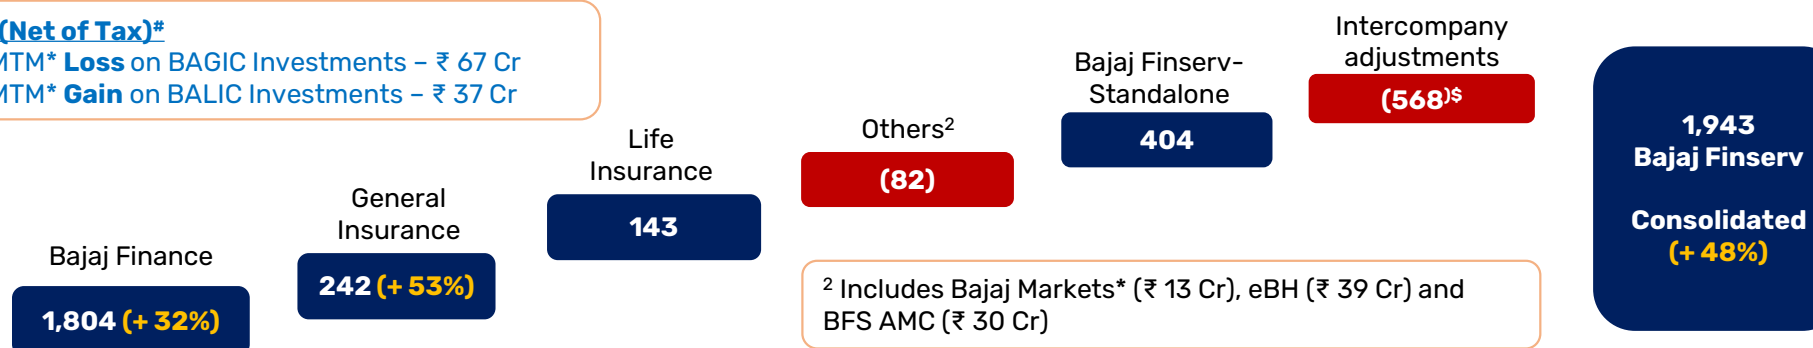 (Net of Tax)#
MTM* Loss on BAGIC Investments – ₹ 67 Cr
MTM* Gain on BALIC Investments – ₹ 37 Cr
Bajaj Finance
1,804 (+ 32%)
General
Insurance
242 (+ 53%)
Life
Insurance
143
Others²
(82)
Bajaj Finserv-
Standalone
404
Intercompany
adjustments
(568)$
² Includes Bajaj Markets* (₹ 13 Cr), eBH (₹ 39 Cr) and
BFS AMC (₹ 30 Cr)
1,943
Bajaj Finserv
Consolidated
(+ 48%)